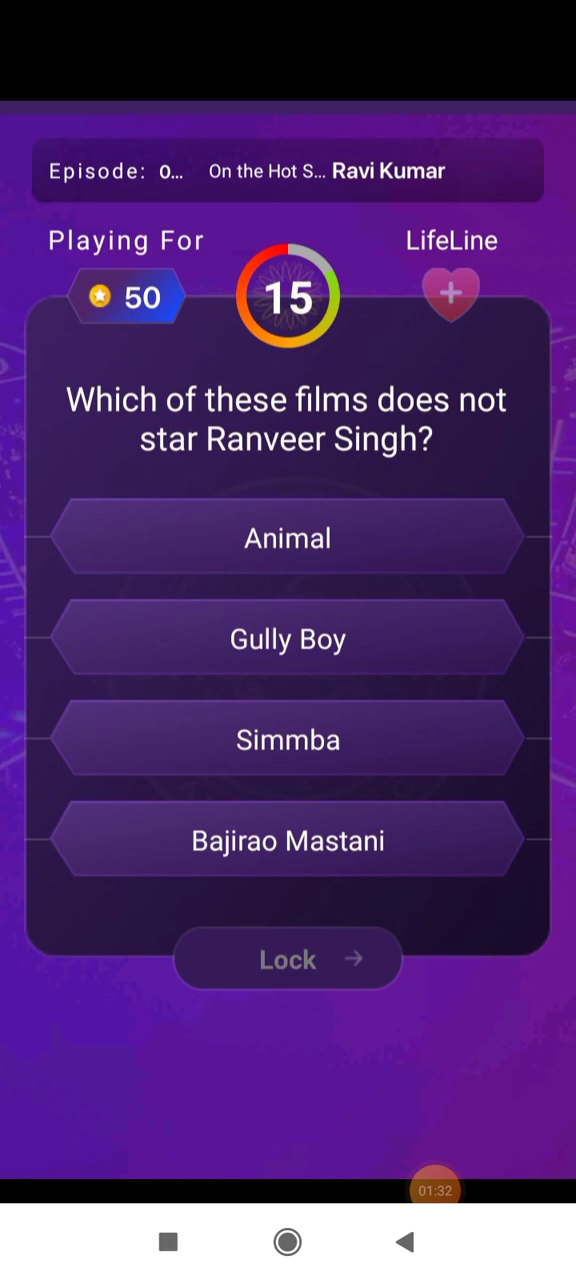 Episode: 0... On the Hot S... Ravi Kumar
Playing For
LifeLine
50
15
Which of these films does not
star Ranveer Singh?
Animal
Gully Boy
Simmba
Bajirao Mastani
Lock →
01:32